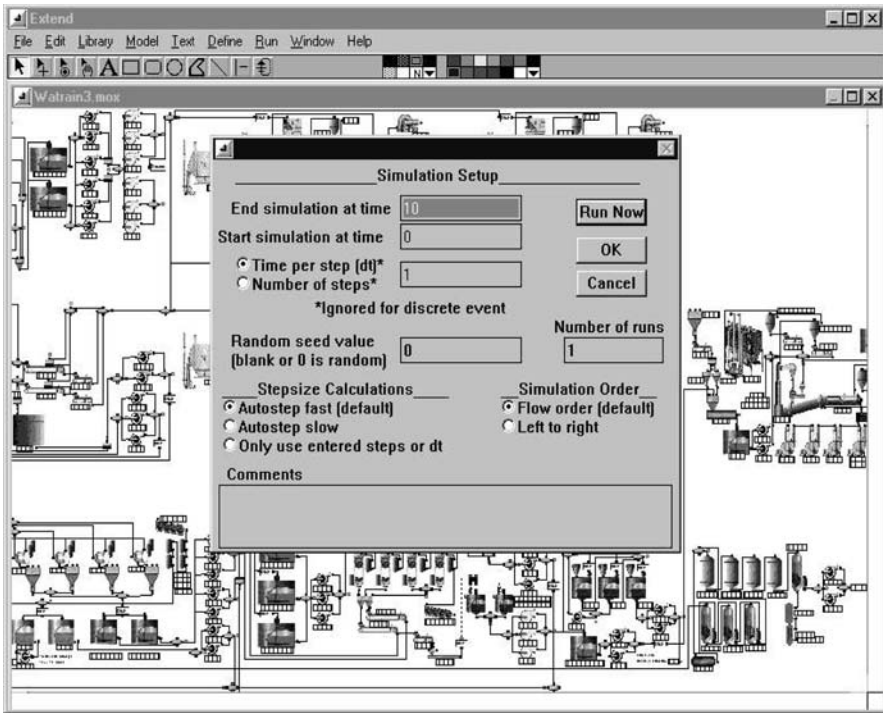 Extend
File Edit Library Model Text Define Run Window Help
A
N
Watrain3.mox
Simulation Setup
End simulation at time 10
Run Now
Start simulation at time 0
OK
Time per step (dt)*
Number of steps*
1
Cancel
*Ignored for discrete event
Number of runs
Random seed value
(blank or 0 is random)
0
1
Stepsize Calculations
Simulation Order
Autostep fast (default)
Flow order (default)
Autostep slow
Left to right
Only use entered steps or dt
Comments